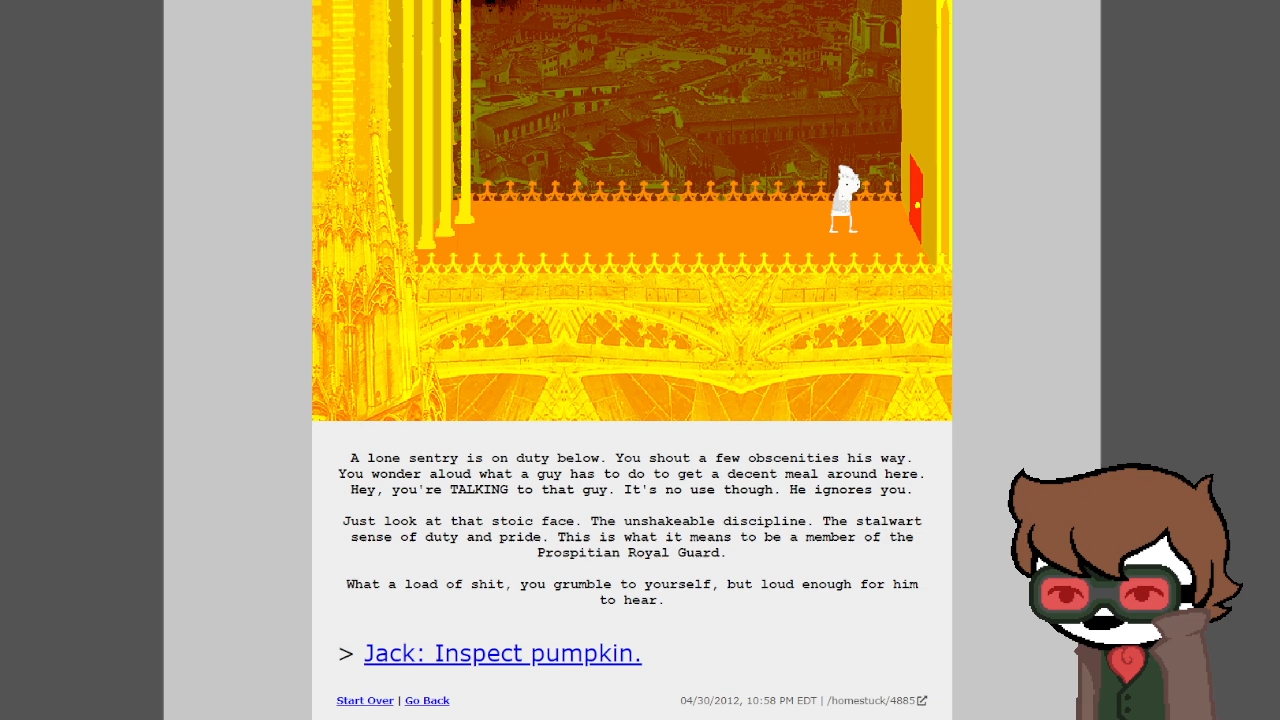 A lone sentry is on duty below. You shout a few obscenities his way.
You wonder aloud what a guy has to do to get a decent meal around here.
Hey, you're TALKING to that guy. It's no use though. He ignores you.
Just look at that stoic face. The unshakeable discipline. The stalwart
sense of duty and pride. This is what it means to be a member of the
Prospitian Royal Guard.
What a load of shit, you grumble to yourself, but loud enough for him
to hear.
> Jack: Inspect pumpkin.
Start Over | Go Back
04/30/2012, 10:58 PM EDT | /homestuck/4885